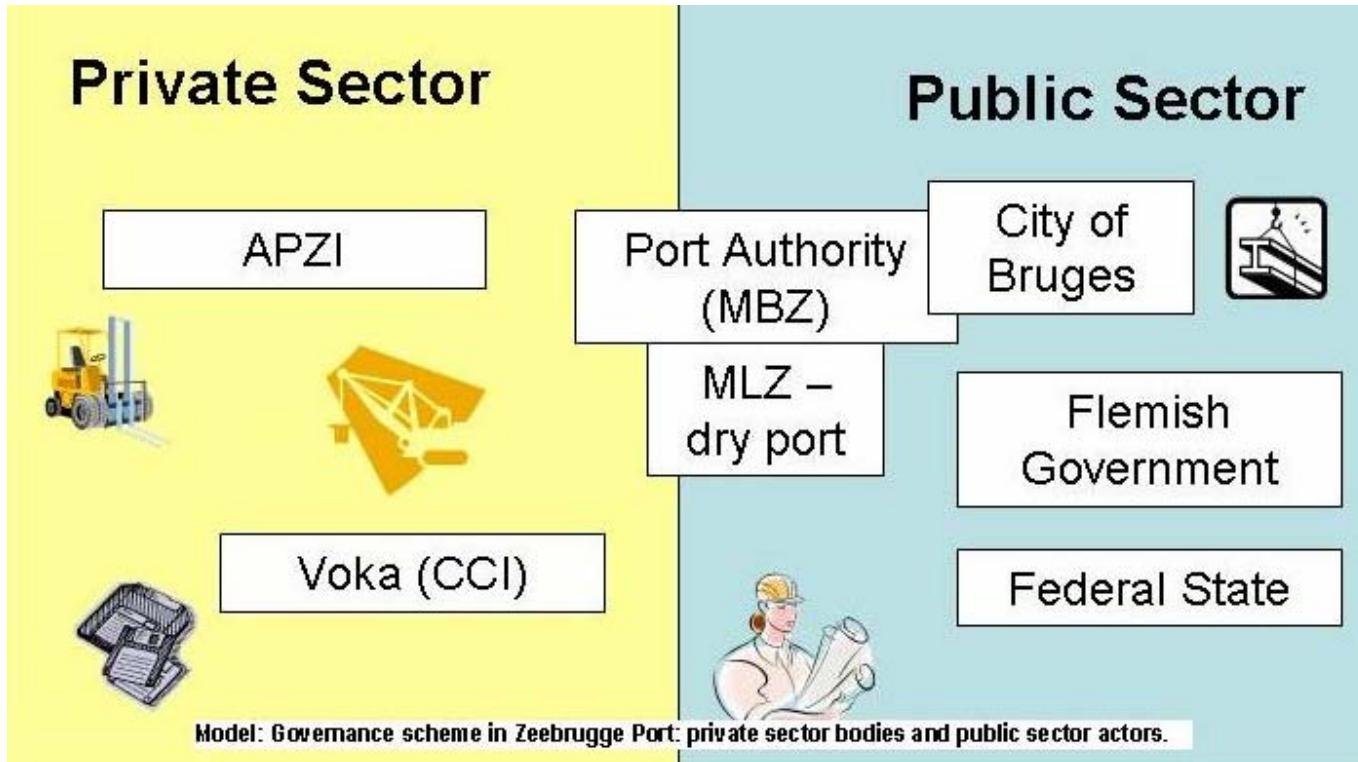 Private Sector
Public Sector
APZI
Port Authority
(MBZ)
City of
Bruges
MLZ –
dry port
Flemish
Government
Voka (CCI)
Federal State
Model: Governance scheme in Zeebrugge Port: private sector bodies and public sector actors.